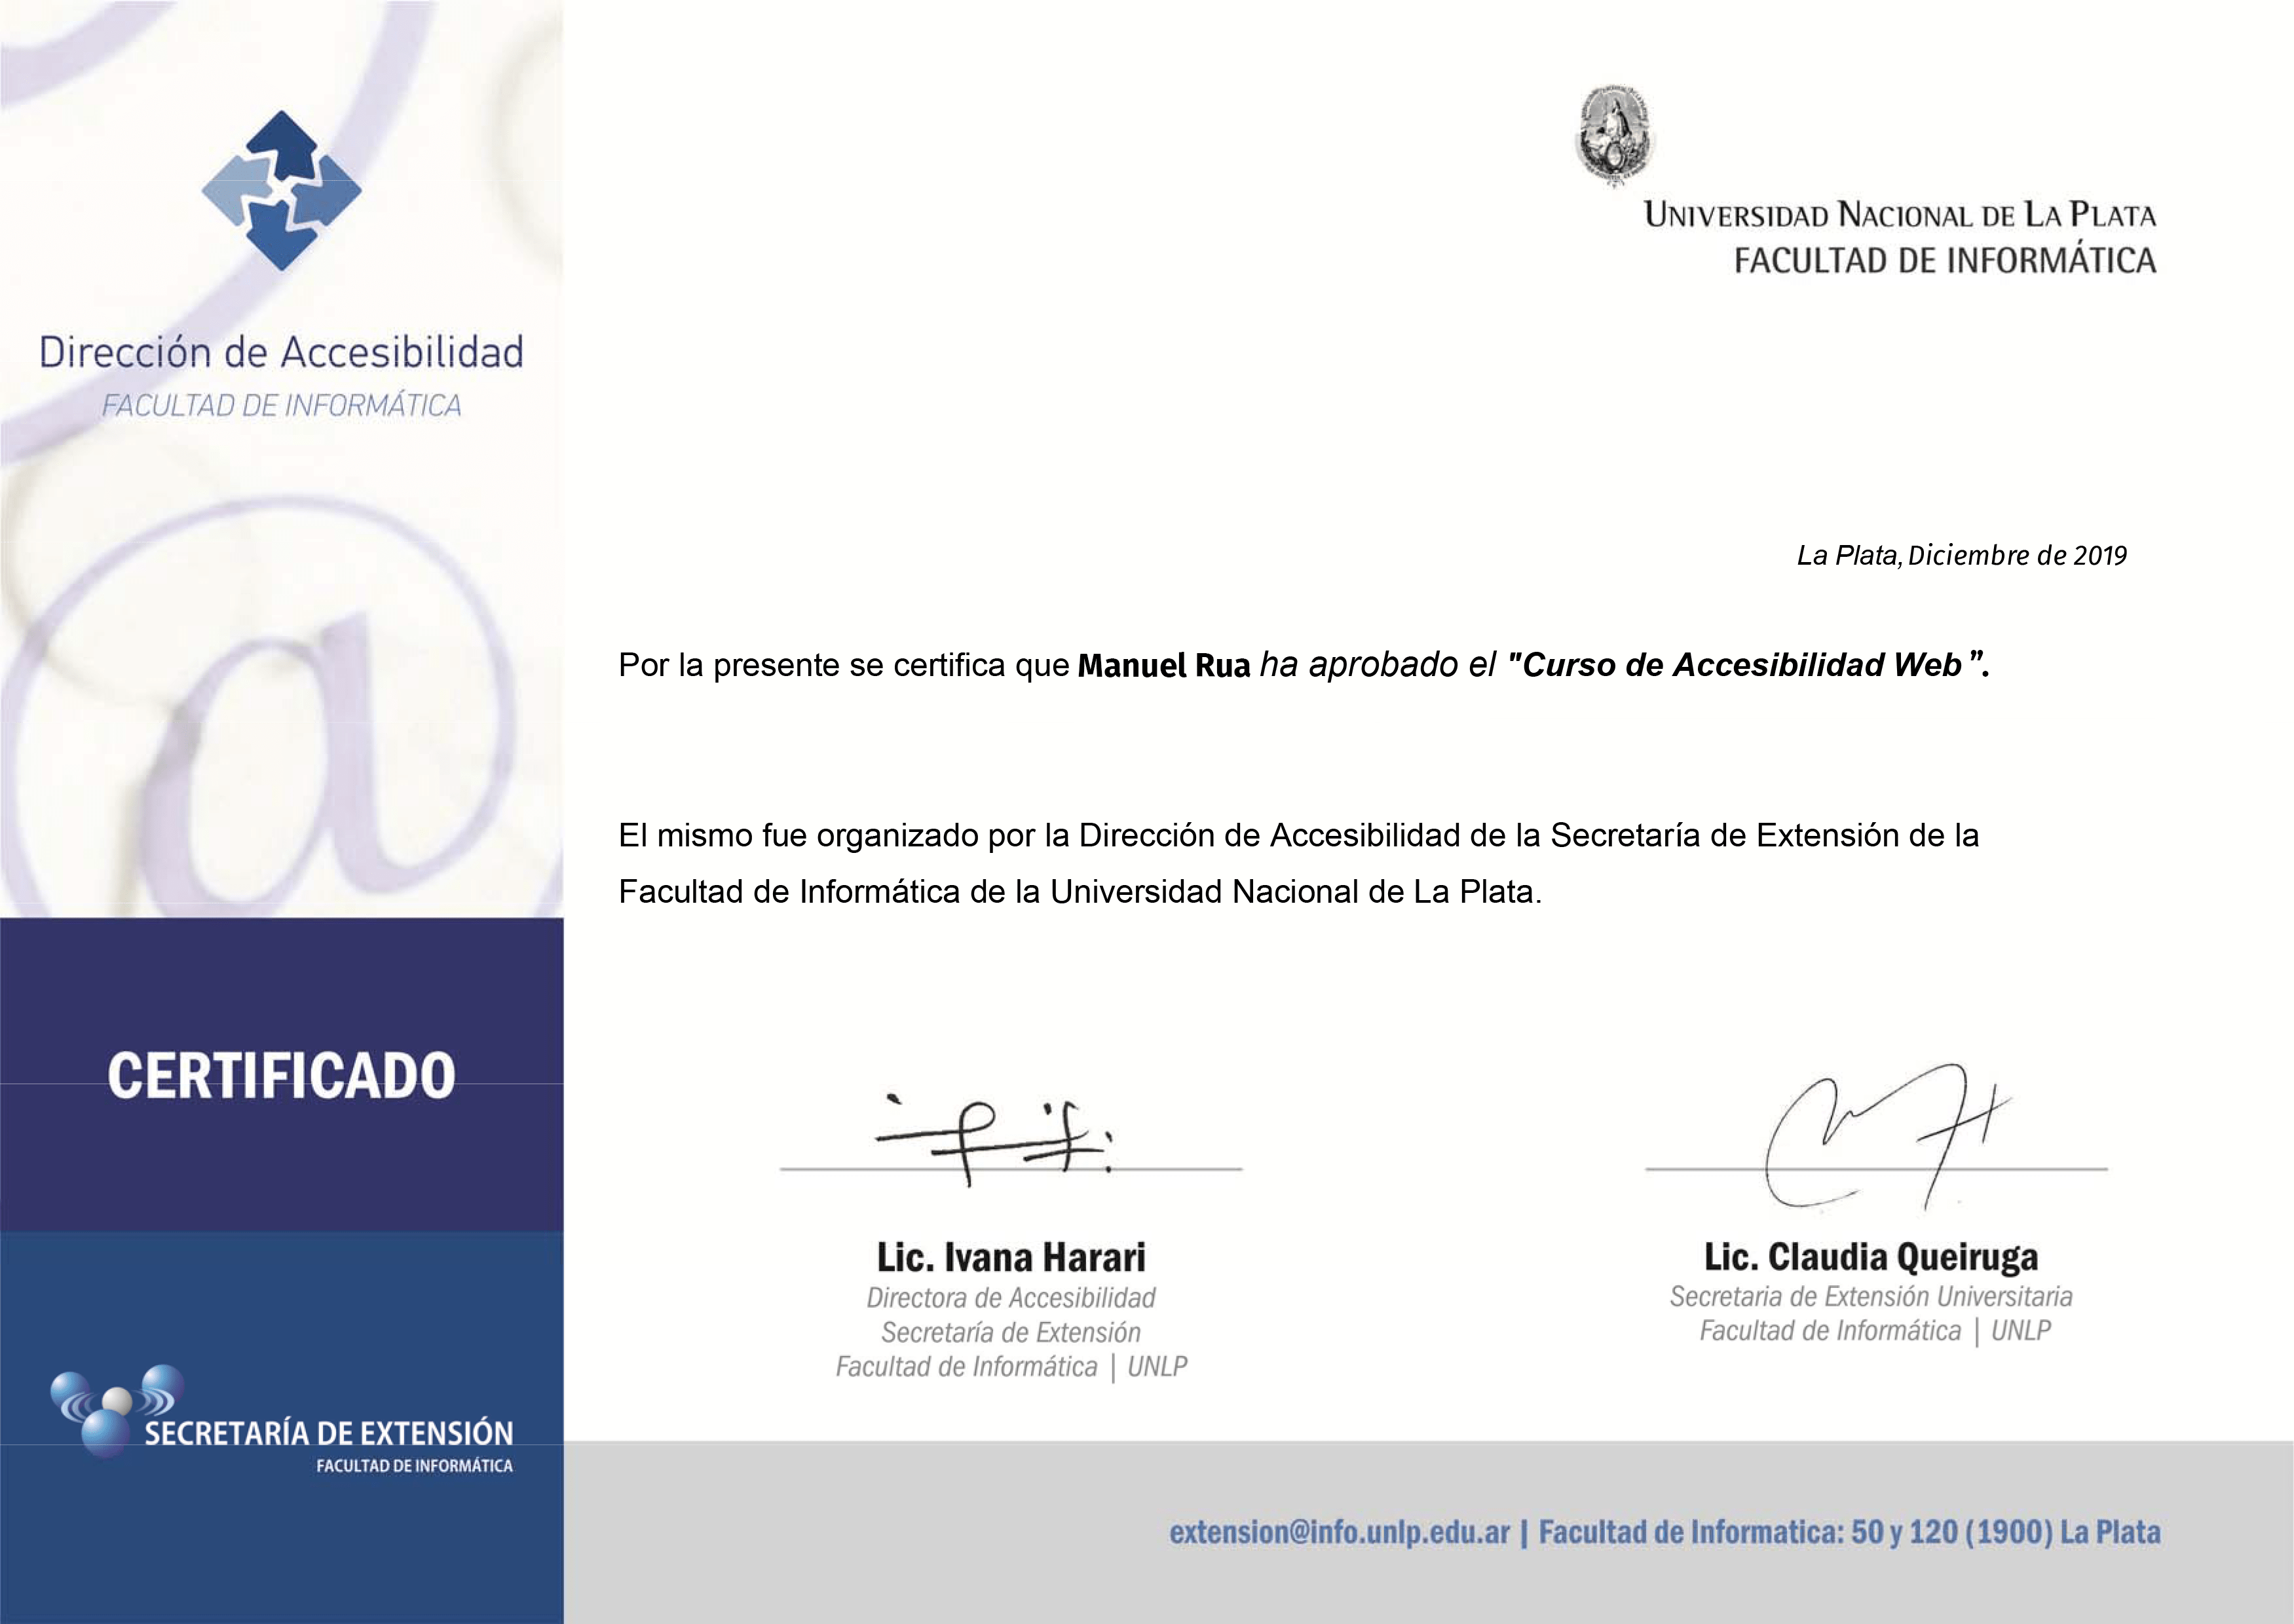 Dirección de Accesibilidad
FACULTAD DE INFORMÁTICA
UNIVERSIDAD NACIONAL DE LA PLATA
FACULTAD DE INFORMÁTICA
La Plata, Diciembre de 2019
Por la presente se certifica que Manuel Rua ha aprobado el "Curso de Accesibilidad Web”.
El mismo fue organizado por la Dirección de Accesibilidad de la Secretaría de Extensión de la
Facultad de Informática de la Universidad Nacional de La Plata.
CERTIFICADO
Lic. Ivana Harari
Directora de Accesibilidad
Secretaría de Extensión
Facultad de Informática | UNLP
Lic. Claudia Queiruga
Secretaria de Extensión Universitaria
Facultad de Informática | UNLP
SECRETARÍA DE EXTENSIÓN
FACULTAD DE INFORMÁTICA
extension@info.unlp.edu.ar | Facultad de Informatica: 50 y 120 (1900) La Plata